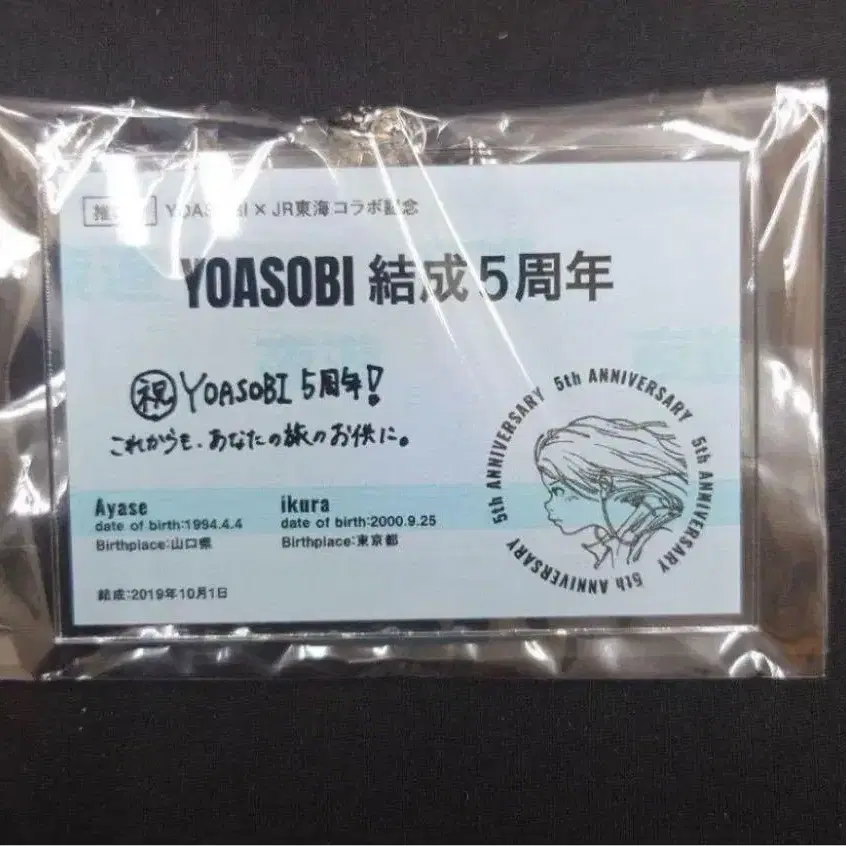 YOASOBI × JR東海 コラボ記念
YOASOBI 結成5周年
㊗YOASOBI 5周年!
これからも、あなたの旅のお供に。
Ayase
date of birth:1994.4.4
Birthplace:山口県
ikura
date of birth:2000.9.25
Birthplace:東京都
結成:2019年10月1日
5th ANNIVERSARY 5th ANNIVERSARY 5th ANNIVERSARY 5th ANNIVERSARY